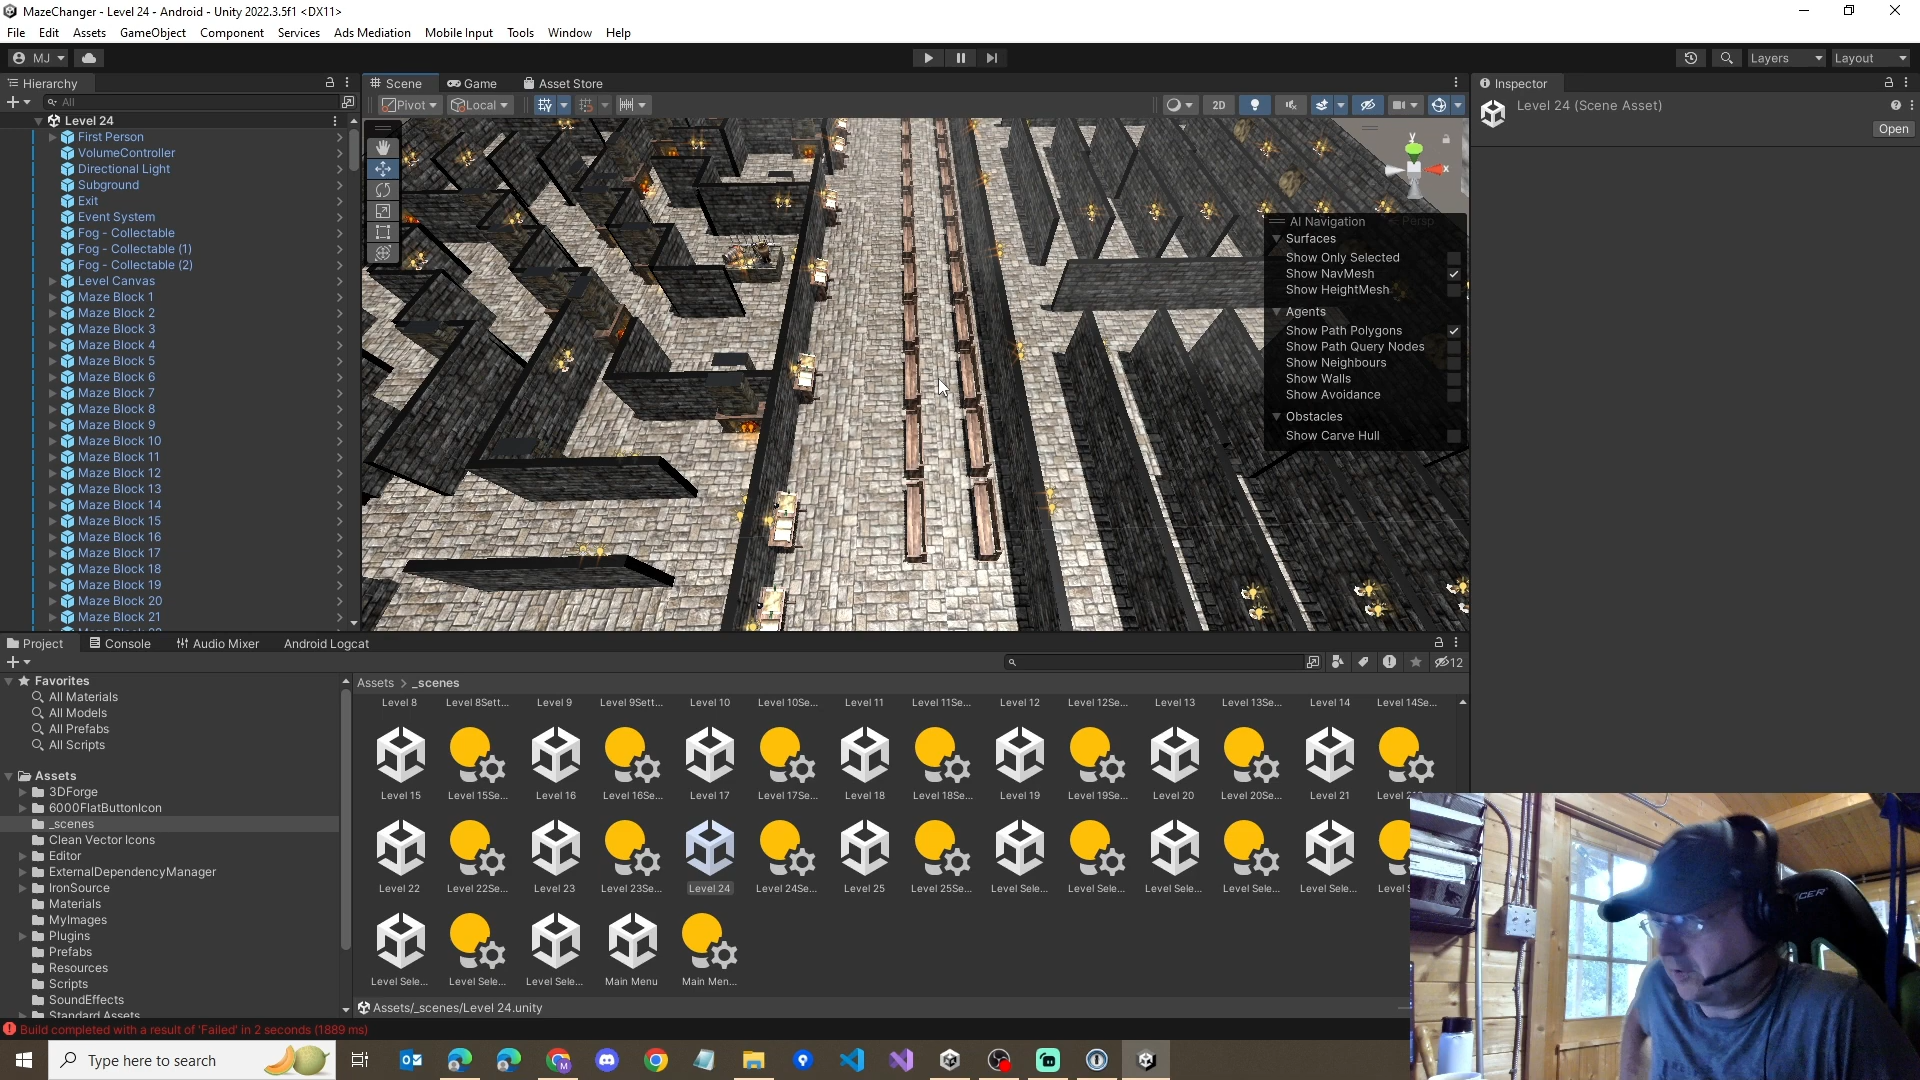 MazeChanger - Level 24 - Android - Unity 2022.3.5f1 <DX11>
File Edit Assets GameObject Component Services Ads Mediation Mobile Input Tools Window Help
MJ
Layers Layout
Hierarchy
Scene Game Asset Store
Inspector
All
Pivot Local
2D
Level 24 (Scene Asset)
Open
Level 24
First Person
VolumeController
Directional Light
Subground
Exit
Event System
Fog - Collectable
Fog - Collectable (1)
Fog - Collectable (2)
Level Canvas
Maze Block 1
Maze Block 2
Maze Block 3
Maze Block 4
Maze Block 5
Maze Block 6
Maze Block 7
Maze Block 8
Maze Block 9
Maze Block 10
Maze Block 11
Maze Block 12
Maze Block 13
Maze Block 14
Maze Block 15
Maze Block 16
Maze Block 17
Maze Block 18
Maze Block 19
Maze Block 20
Maze Block 21
y
x
Persp
AI Navigation
Surfaces
Show Only Selected
Show NavMesh
Show HeightMesh
Agents
Show Path Polygons
Show Path Query Nodes
Show Neighbours
Show Walls
Show Avoidance
Obstacles
Show Carve Hull
Project Console Audio Mixer Android Logcat
12
Favorites
All Materials
All Models
All Prefabs
All Scripts
Assets
3DForge
6000FlatButtonIcon
_scenes
Clean Vector Icons
Editor
ExternalDependencyManager
IronSource
Materials
MyImages
Plugins
Prefabs
Resources
Scripts
SoundEffects
Standard Assets
Assets > _scenes
Level 8 Level 8Sett... Level 9 Level 9Sett... Level 10 Level 10Se... Level 11 Level 11Se... Level 12 Level 12Se... Level 13 Level 13Se... Level 14 Level 14Se...
Level 15 Level 15Se... Level 16 Level 16Se... Level 17 Level 17Se... Level 18 Level 18Se... Level 19 Level 19Se... Level 20 Level 20Se... Level 21
Level 22 Level 22Se... Level 23 Level 23Se... Level 24 Level 24Se... Level 25 Level 25Se... Level Sele... Level Sele... Level Sele... Level Sele... Level Sele...
Level Sele... Level Sele... Level Sele... Main Menu Main Men...
Assets/_scenes/Level 24.unity
Build completed with a result of 'Failed' in 2 seconds (1889 ms)
Type here to search